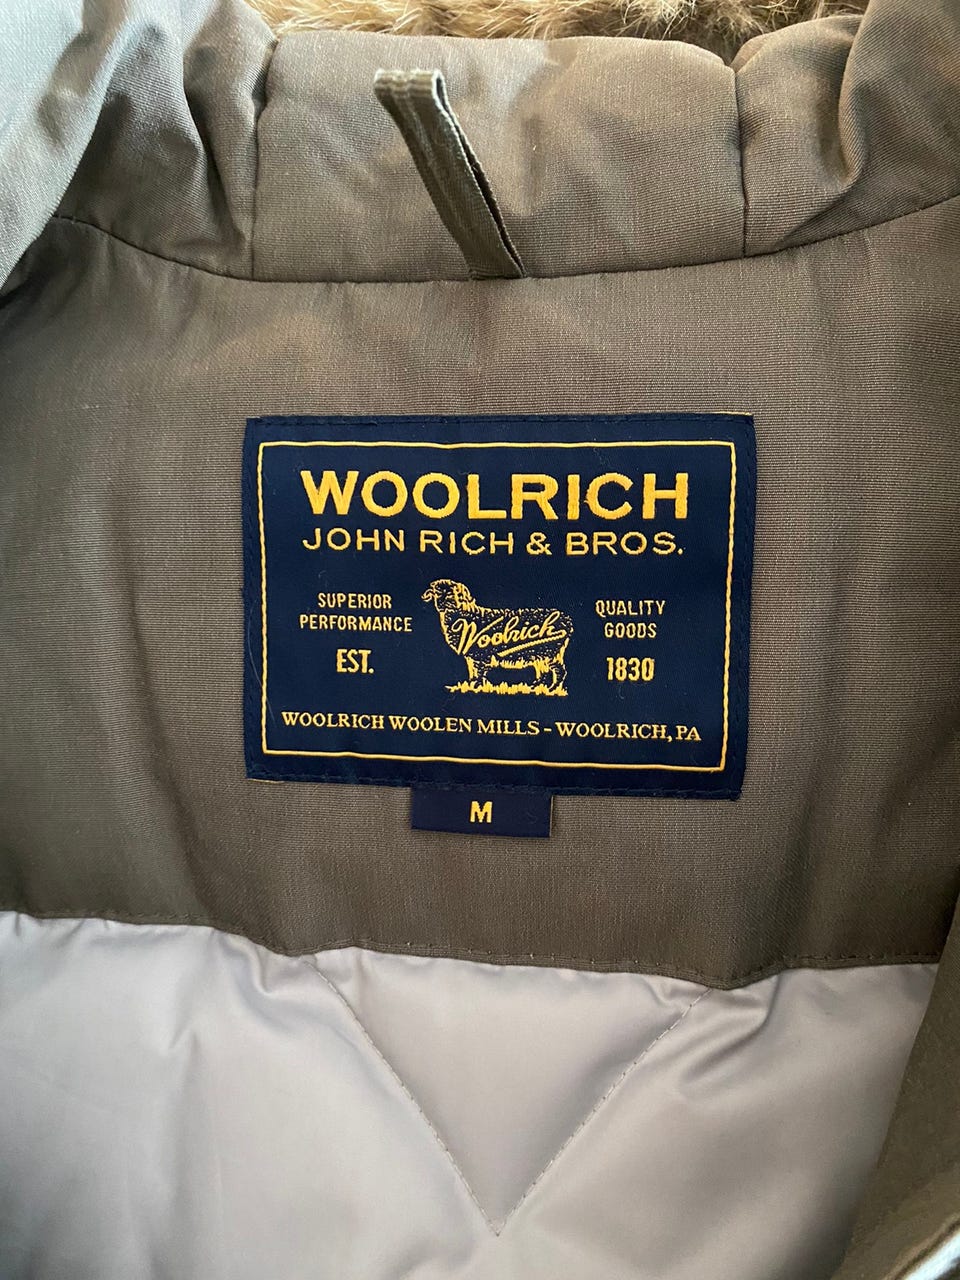 WOOLRICH
JOHN RICH & BROS.
SUPERIOR
PERFORMANCE
EST.
Woolrich
QUALITY
GOODS
1830
WOOLRICH WOOLEN MILLS - WOOLRICH, PA
M